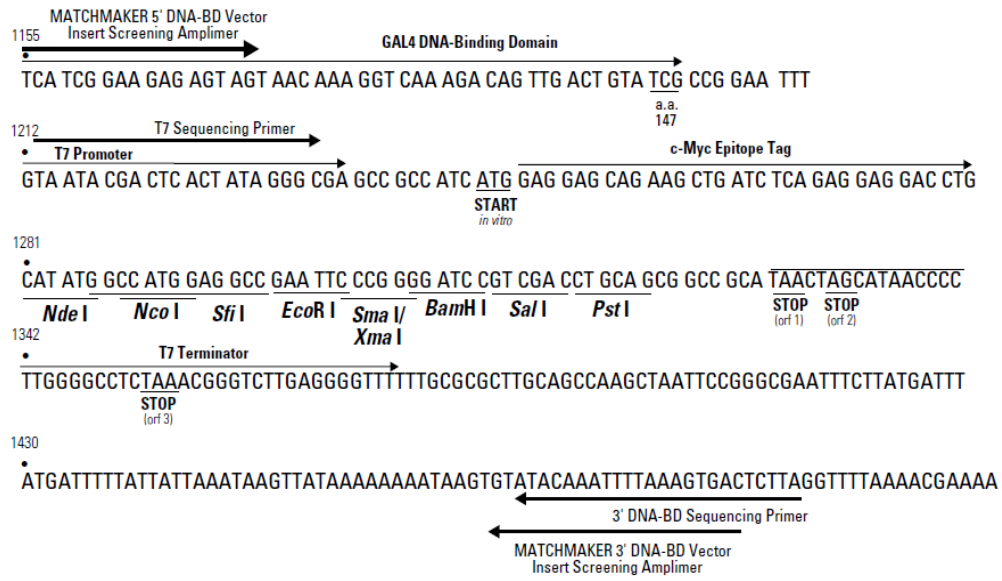 MATCHMAKER 5' DNA-BD Vector
Insert Screening Amplimer
1155
GAL4 DNA-Binding Domain
TCA TCG GAA GAG AGT AGT AAC AAA GGT CAA AGA CAG TTG ACT GTA TCG CCG GAA TTT
a.a.
147
1212
T7 Sequencing Primer
T7 Promoter
c-Myc Epitope Tag
GTA ATA CGA CTC ACT ATA GGG CGA GCC GCC ATC ATG GAG GAG CAG AAG CTG ATC TCA GAG GAG GAC CTG
START
in vitro
1281
CAT ATG GCC ATG GAG GCC GAA TTC CCG GGG ATC CGT CGA CCT GCA GCG GCC GCA TAACTAGCATAACCCC
Nde I
Nco I
Sfi I
EcoR I
Sma I/
Xma I
BamH I
Sal I
Pst I
STOP
(orf 1)
STOP
(orf 2)
1342
T7 Terminator
TTGGGGCCTCTAAACGGGTCTTGAGGGGTTTTTTGCGCGCTTGCAGCCAAGCTAATTCCGGGCGAATTTCTTATGATTT
STOP
(orf 3)
1430
ATGATTTTTATTATTAAATAAGTTATAAAAAAAATAAGTGTATACAAATTTTAAAGTGACTCTTAGGTTTTAAAACGAAAA
3' DNA-BD Sequencing Primer
MATCHMAKER 3' DNA-BD Vector
Insert Screening Amplimer